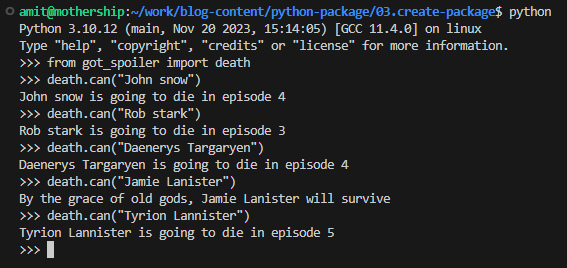 amit@mothership:~/work/blog-content/python-package/03.create-package$ python
Python 3.10.12 (main, Nov 20 2023, 15:14:05) [GCC 11.4.0] on linux
Type "help", "copyright", "credits" or "license" for more information.
>>> from got_spoiler import death
>>> death.can("John snow")
John snow is going to die in episode 4
>>> death.can("Rob stark")
Rob stark is going to die in episode 3
>>> death.can("Daenerys Targaryen")
Daenerys Targaryen is going to die in episode 4
>>> death.can("Jamie Lanister")
By the grace of old gods, Jamie Lanister will survive
>>> death.can("Tyrion Lannister")
Tyrion Lannister is going to die in episode 5
>>>